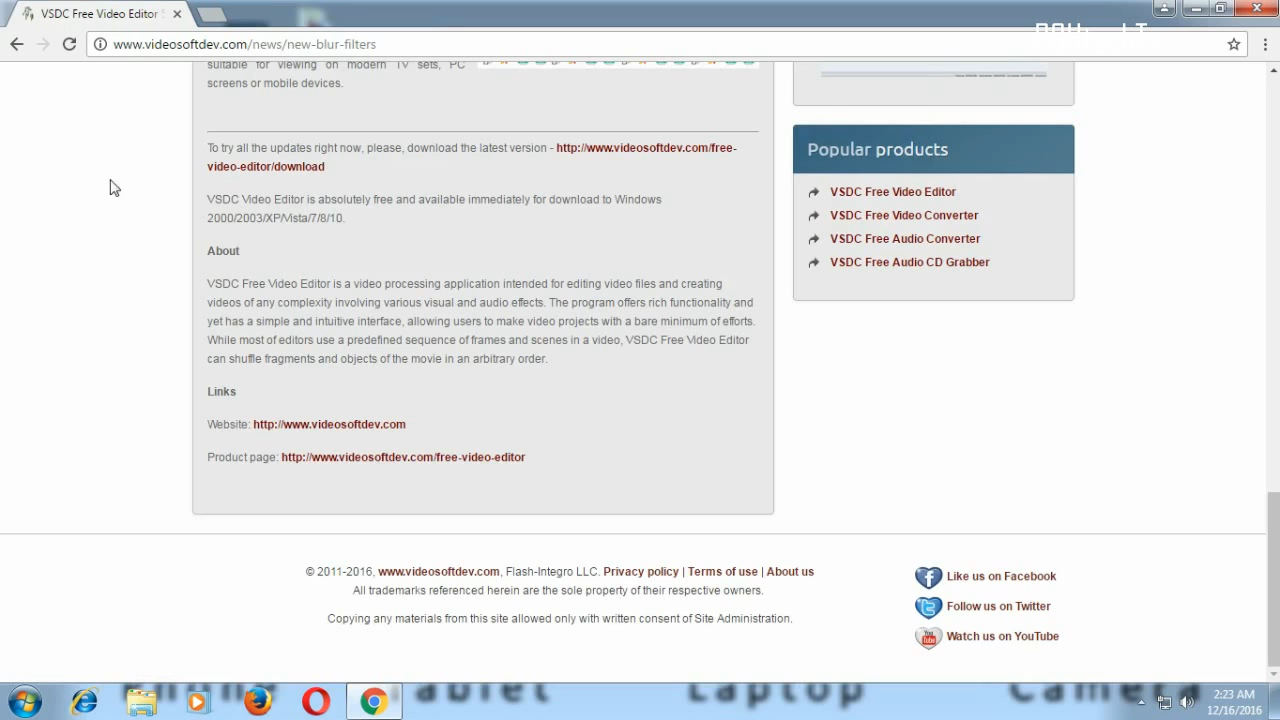 VSDC Free Video Editor
www.videosoftdev.com/news/new-blur-filters
suitable for viewing on modern TV sets, PC
screens or mobile devices.
To try all the updates right now, please, download the latest version - http://www.videosoftdev.com/free-
video-editor/download
VSDC Video Editor is absolutely free and available immediately for download to Windows
2000/2003/XP/Vista/7/8/10.
About
VSDC Free Video Editor is a video processing application intended for editing video files and creating
videos of any complexity involving various visual and audio effects. The program offers rich functionality and
yet has a simple and intuitive interface, allowing users to make video projects with a bare minimum of efforts.
While most of editors use a predefined sequence of frames and scenes in a video, VSDC Free Video Editor
can shuffle fragments and objects of the movie in an arbitrary order.
Links
Website: http://www.videosoftdev.com
Product page: http://www.videosoftdev.com/free-video-editor
Popular products
VSDC Free Video Editor
VSDC Free Video Converter
VSDC Free Audio Converter
VSDC Free Audio CD Grabber
© 2011-2016, www.videosoftdev.com, Flash-Integro LLC. Privacy policy | Terms of use | About us
All trademarks referenced herein are the sole property of their respective owners.
Copying any materials from this site allowed only with written consent of Site Administration.
Like us on Facebook
Follow us on Twitter
You Tube
Watch us on YouTube
Phone Tablet Laptop Camera
2:23 AM
12/16/2016